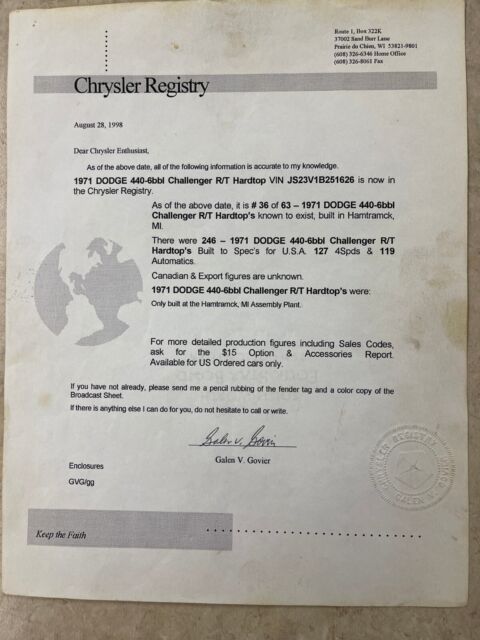 Route 1, Box 322K
37002 Sand Burr Lane
Prairie du Chien, WI 53821-9801
(608) 326-6346 Home Office
(608) 326-8061 Fax
Chrysler Registry
August 28, 1998
Dear Chrysler Enthusiast,
As of the above date, all of the following information is accurate to my knowledge.
1971 DODGE 440-6bbl Challenger R/T Hardtop VIN JS23V1B251626 is now in
the Chrysler Registry.
As of the above date, it is # 36 of 63 – 1971 DODGE 440-6bbl
Challenger R/T Hardtop's known to exist, built in Hamtramck,
MI.
There were 246 – 1971 DODGE 440-6bbl Challenger R/T
Hardtop's Built to Spec's for U.S.A. 127 4Spds & 119
Automatics.
Canadian & Export figures are unknown.
1971 DODGE 440-6bbl Challenger R/T Hardtop's were:
Only built at the Hamtramck, MI Assembly Plant.
For more detailed production figures including Sales Codes,
ask for the $15 Option & Accessories Report.
Available for US Ordered cars only.
If you have not already, please send me a pencil rubbing of the fender tag and a color copy of the
Broadcast Sheet.
If there is anything else I can do for you, do not hesitate to call or write.
Galen V. Govier
Galen V. Govier
Enclosures
GVG/gg
Keep the Faith